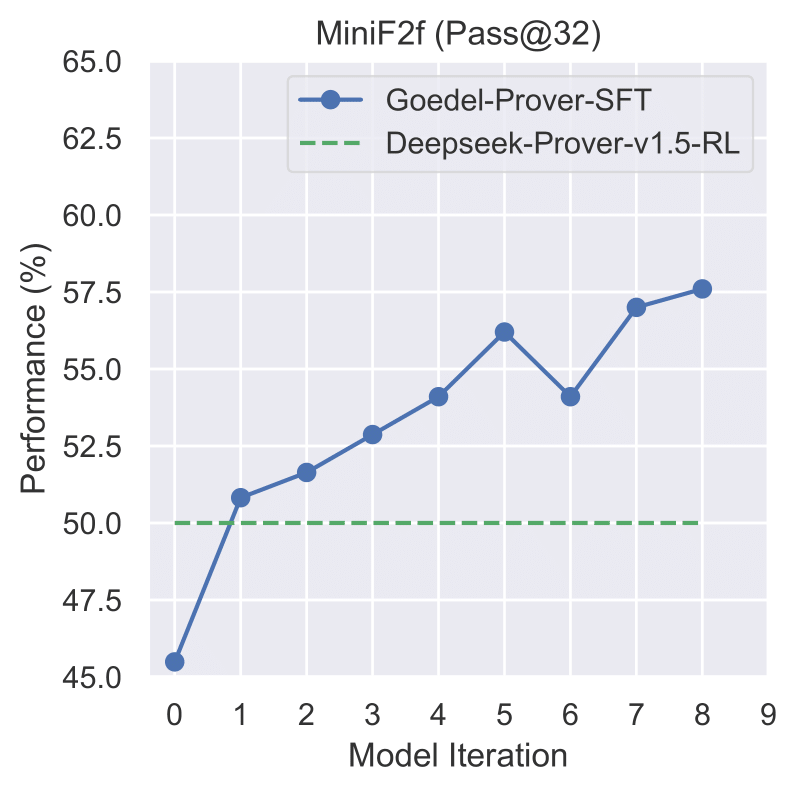 MiniF2f (Pass@32)
Goedel-Prover-SFT
Deepseek-Prover-v1.5-RL
Performance (%)
65.0
62.5
60.0
57.5
55.0
52.5
50.0
47.5
45.0
0 1 2 3 4 5 6 7 8 9
Model Iteration